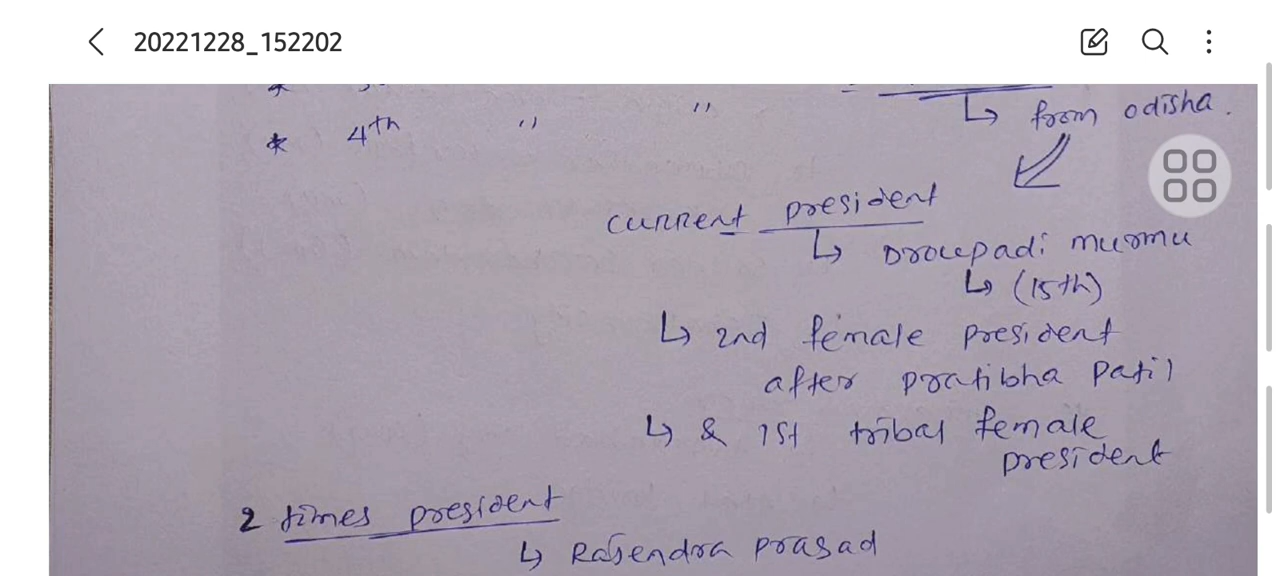 20221228_152202
↳ from odisha.
* 4th " "
current president
↳ Droupadi murmu
↳ (15th)
↳ 2nd female president
after pratibha patil
↳ & 1st tribal female
president
2 times president
↳ Rajendra prasad